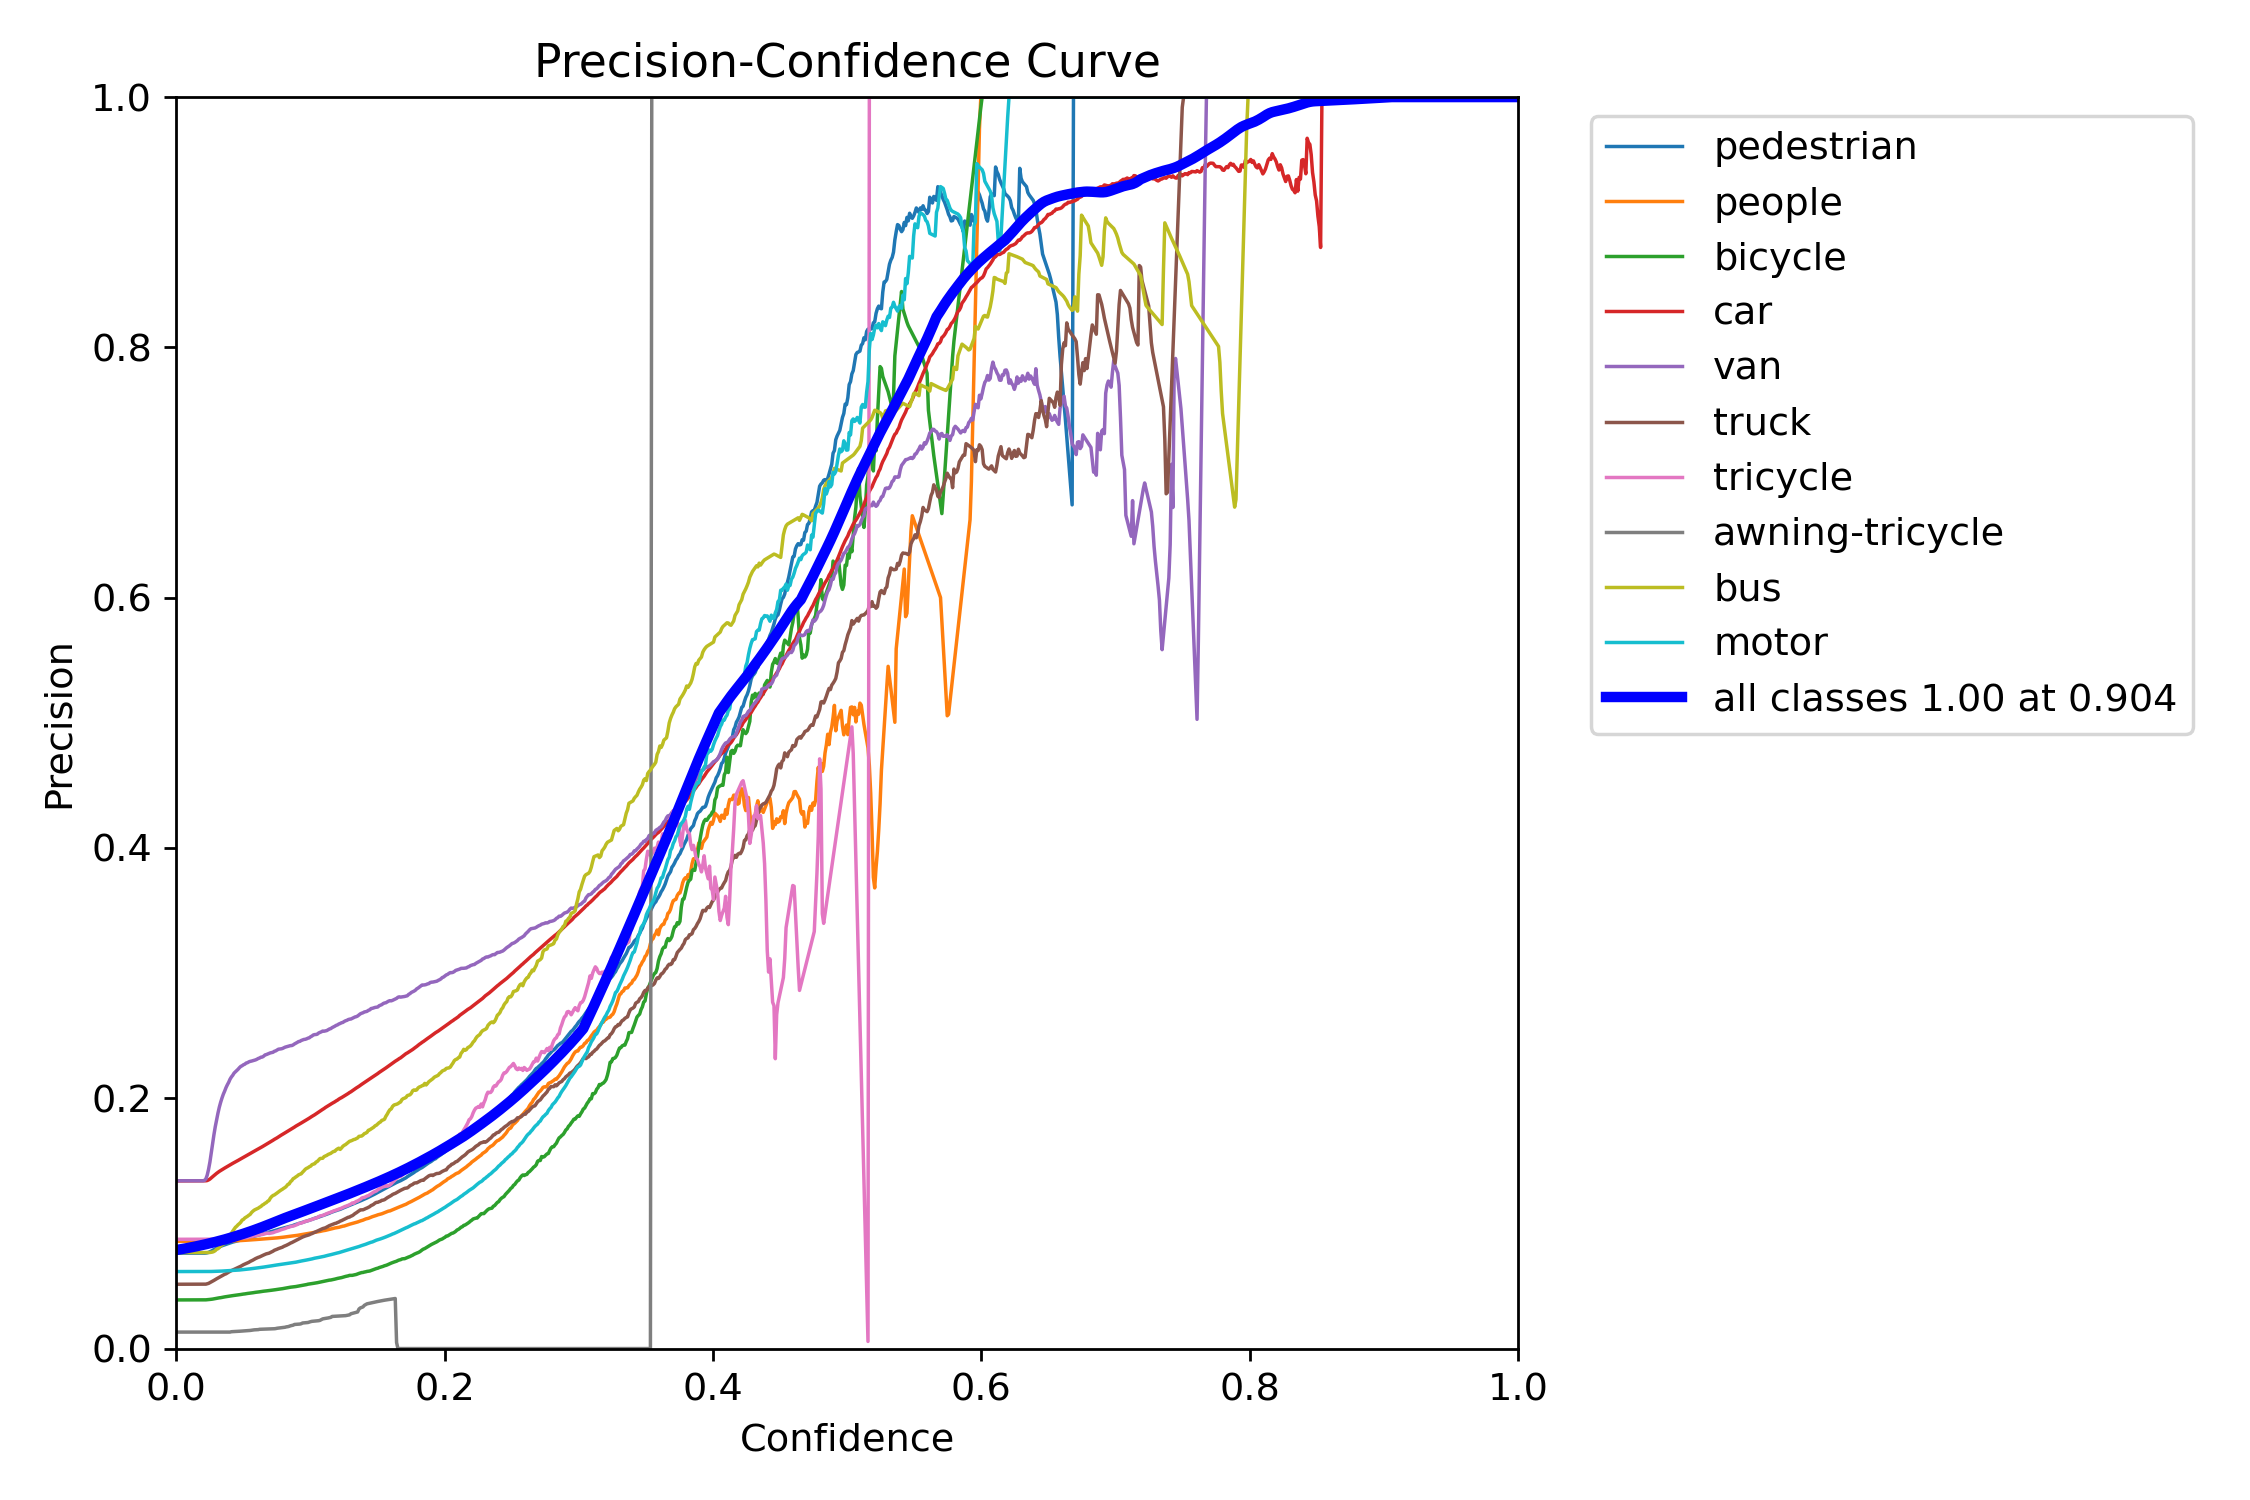 Precision-Confidence Curve
1.0
0.8
0.6
0.4
0.2
0.0
Precision
0.0 0.2 0.4 0.6 0.8 1.0
Confidence
pedestrian
people
bicycle
car
van
truck
tricycle
awning-tricycle
bus
motor
all classes 1.00 at 0.904